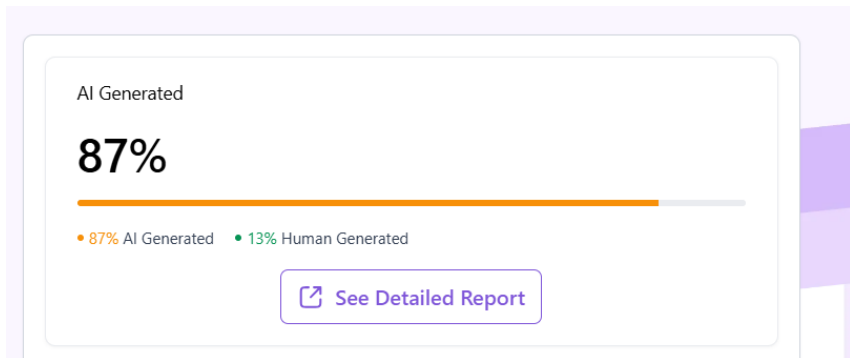 AI Generated
87%
87% AI Generated 13% Human Generated
See Detailed Report